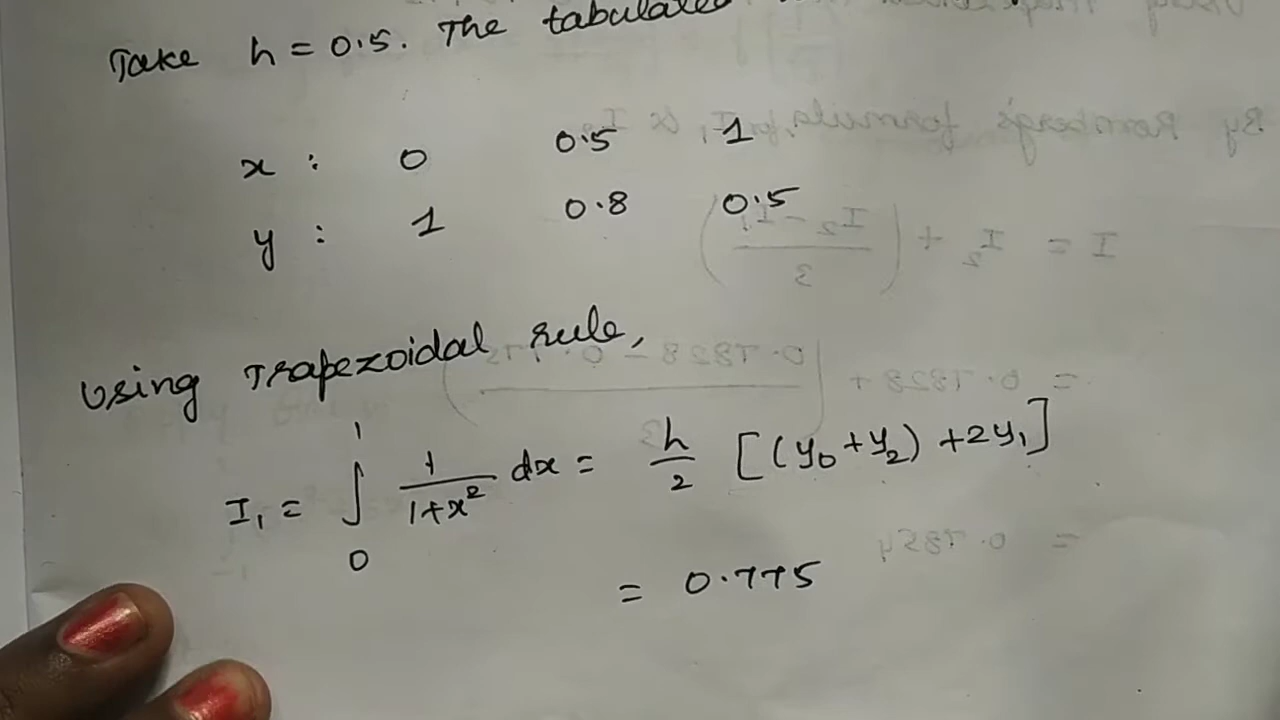 Take h = 0.5. The tabulated
x : 0 0.5 1
y : 1 0.8 0.5
Using Trapezoidal rule,
I₁ = ∫₀¹ 1/(1+x²) dx = h/2 [(y₀+y₂) +2y₁]
= 0.775